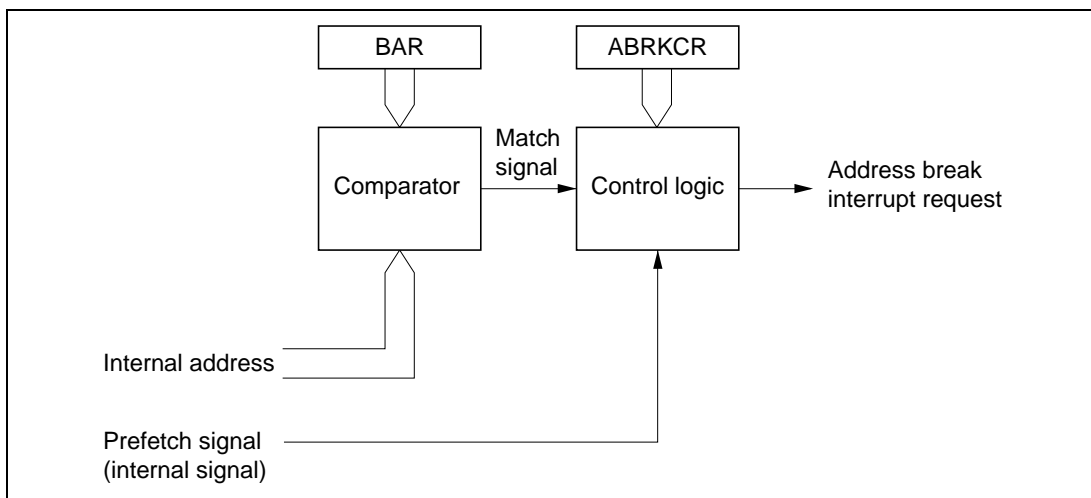 BAR
ABRKCR
Match
signal
Comparator
Control logic
Address break
interrupt request
Internal address
Prefetch signal
(internal signal)